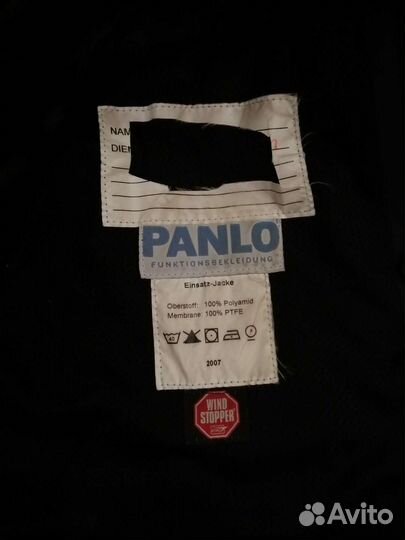 NAM
DIEN
PANLO
FUNKTIONSBEKLEIDUNG
Einsatz-Jacke
Oberstoff: 100% Polyamid
Membrane: 100% PTFE
40
2007
WIND
STOPPER
Avito